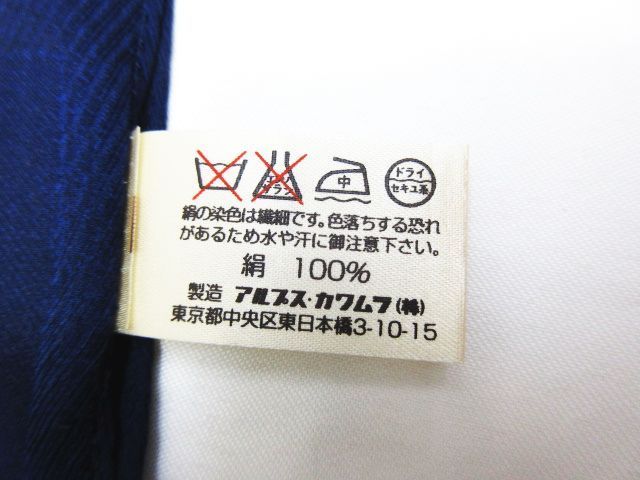 エンソ
サラシ
中
ドライ
セキユ系
絹の染色は繊細です。色落ちする恐れ
があるため水や汗に御注意下さい。
絹 100%
製造 アルプス・カワムラ(株)
東京都中央区東日本橋3-10-15